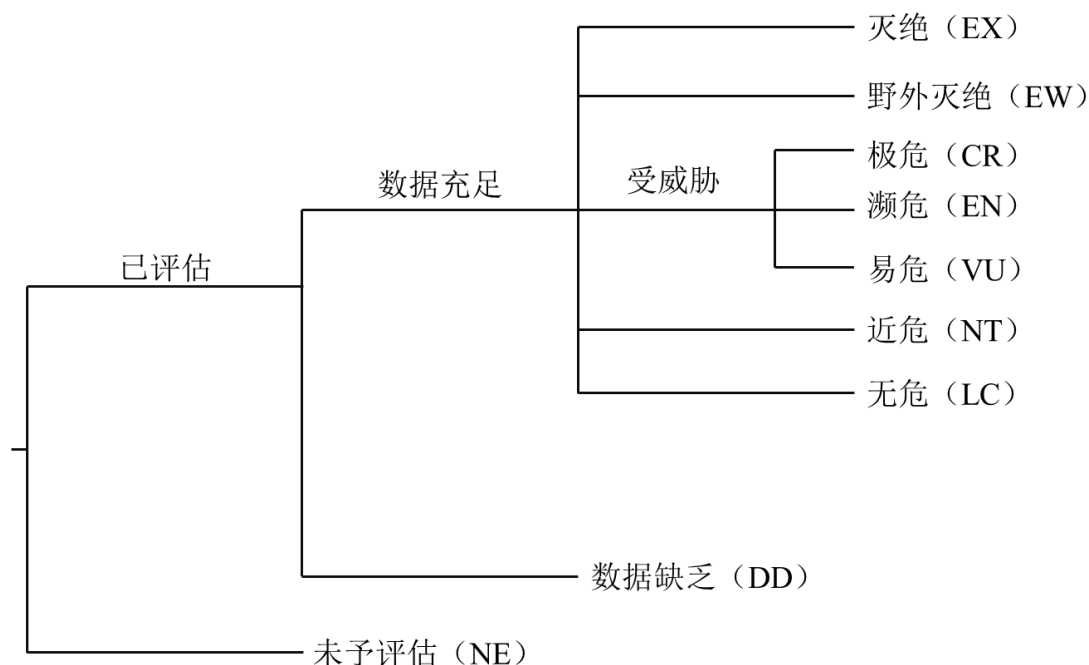 灭绝（EX）
野外灭绝（EW）
极危（CR）
数据充足
受威胁
濒危（EN）
已评估
易危（VU）
近危（NT）
无危（LC）
数据缺乏（DD）
未予评估（NE）